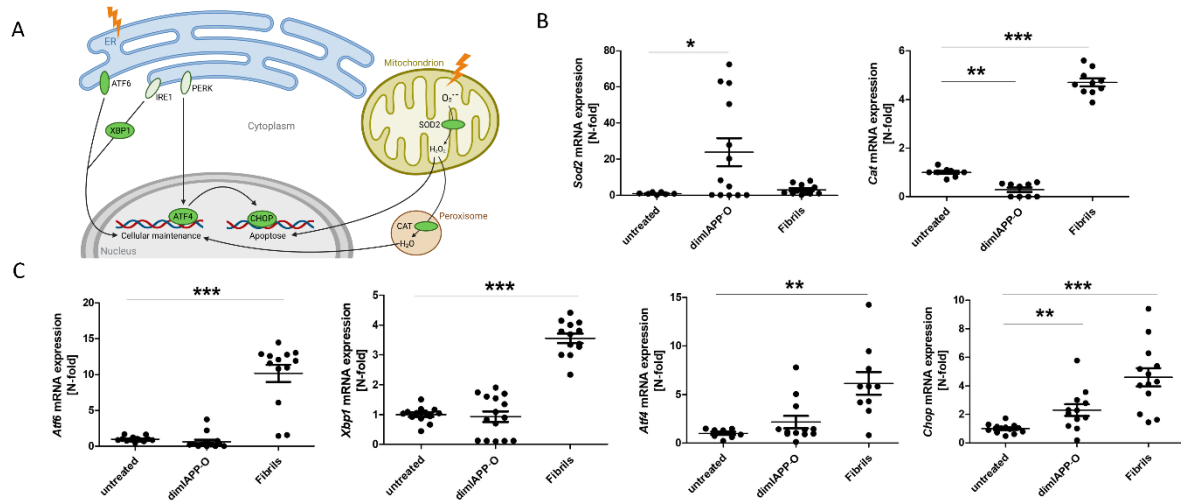 A
ER
ATF6
IRE1
PERK
XBP1
Cytoplasm
Mitochondrion
O₂•−
SOD2
H₂O₂
Peroxisome
CAT
H₂O
ATF4
CHOP
Cellular maintenance
Apoptose
Nucleus
B
Sod2 mRNA expression
[N-fold]
80
60
40
20
0
*
untreated
dimIAPP-O
Fibrils
Cat mRNA expression
[N-fold]
6
4
2
0
***
**
untreated
dimIAPP-O
Fibrils
C
Atf6 mRNA expression
[N-fold]
20
15
10
5
0
***
untreated
dimIAPP-O
Fibrils
Xbp1 mRNA expression
[N-fold]
5
4
3
2
1
0
***
untreated
dimIAPP-O
Fibrils
Atf4 mRNA expression
[N-fold]
15
10
5
0
**
untreated
dimIAPP-O
Fibrils
Chop mRNA expression
[N-fold]
10
8
6
4
2
0
***
**
untreated
dimIAPP-O
Fibrils